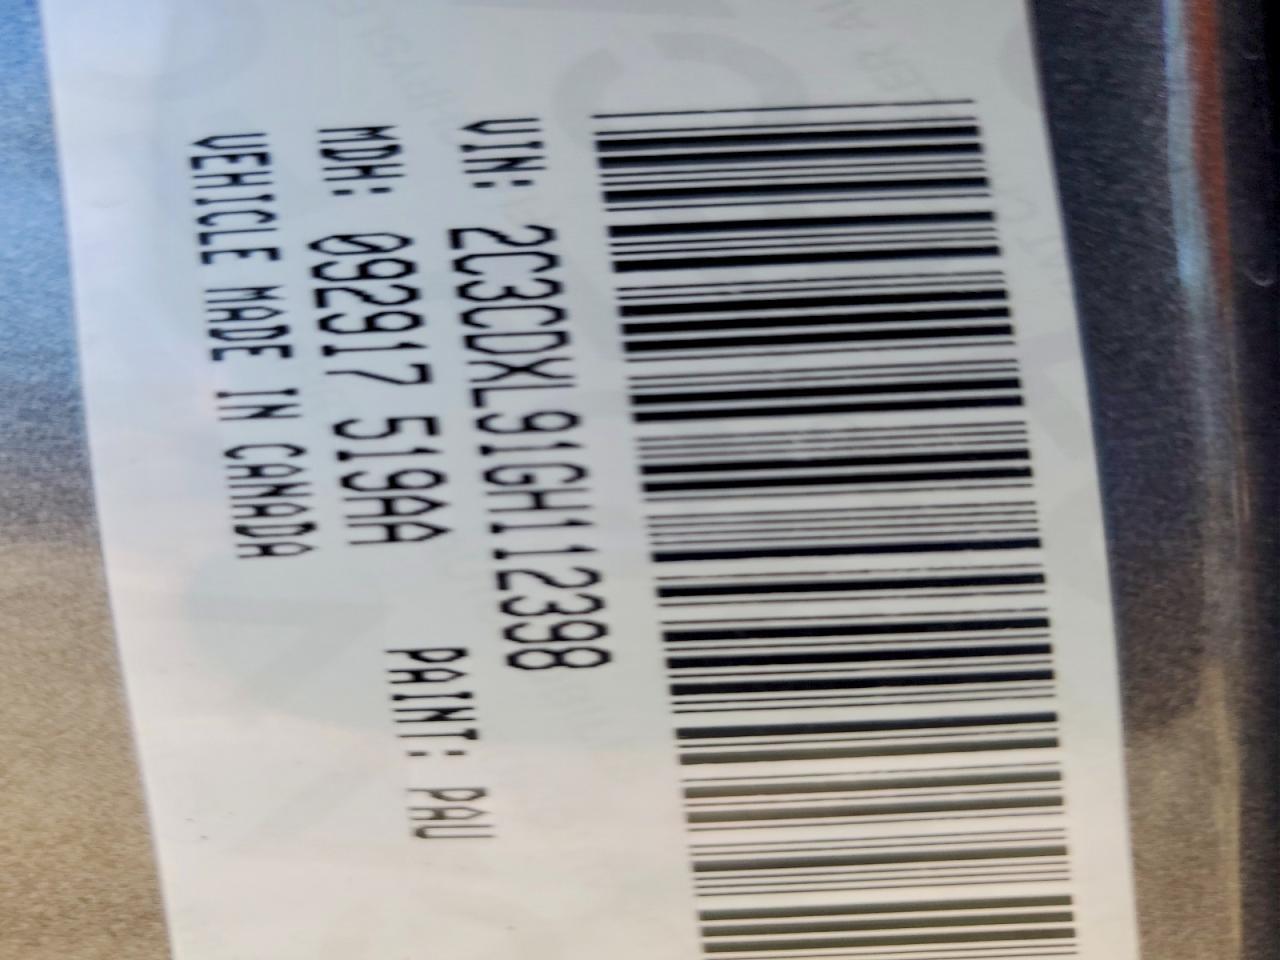 VIN: 2C3CDXL91GH112398
MDH: 092917 519AA PAINT: PAU
VEHICLE MADE IN CANADA